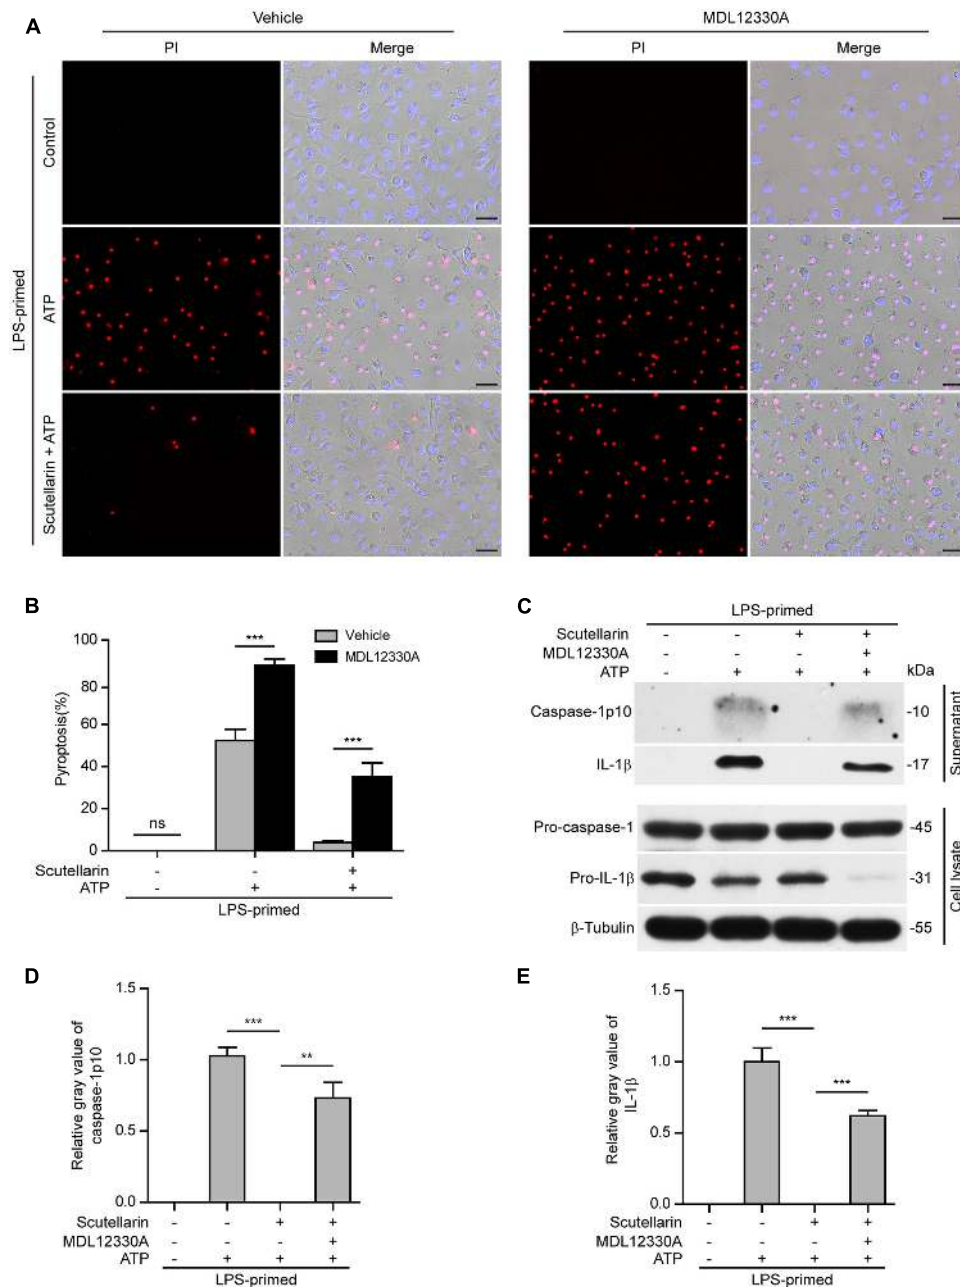 A
Vehicle
MDL12330A
PI
Merge
PI
Merge
LPS-primed
Control
ATP
Scutellarin + ATP
B
Pyroptosis(%)
100
80
60
40
20
0
ns
***
***
Vehicle
MDL12330A
Scutellarin - - +
ATP - + +
LPS-primed
C
LPS-primed
Scutellarin - - + +
MDL12330A - - - +
ATP - + + + kDa
Caspase-1p10 -10
IL-1β -17
Supernatant
Pro-caspase-1 -45
Pro-IL-1β -31
β-Tubulin -55
Cell lysate
D
Relative gray value of
caspase-1p10
1.5
1.0
0.5
0.0
***
**
Scutellarin - - + +
MDL12330A - - - +
ATP - + + +
LPS-primed
E
Relative gray value of
IL-1β
1.5
1.0
0.5
0.0
***
***
Scutellarin - - + +
MDL12330A - - - +
ATP - + + +
LPS-primed